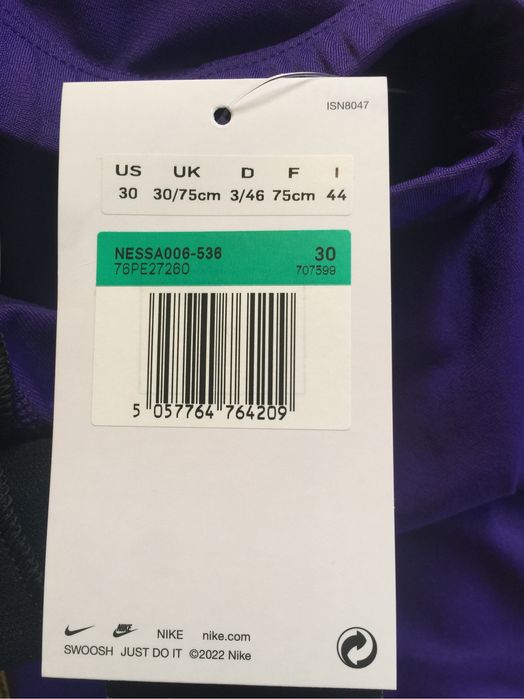 ISN8047
US UK D F I
30 30/75cm 3/46 75cm 44
NESSA006-536 30
76PE27260 707599
5 057764 764209
NIKE NIKE nike.com
SWOOSH JUST DO IT ©2022 Nike